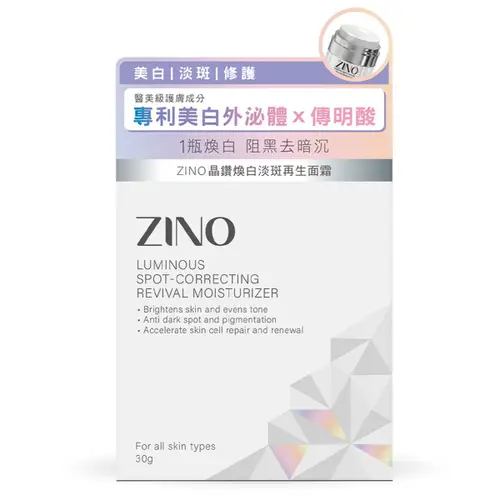 ZINO
美白|淡斑|修護
醫美級護膚成分
專利美白外泌體x傳明酸
1瓶煥白 阻黑去暗沉
ZINO晶鑽煥白淡斑再生面霜
ZINO
LUMINOUS
SPOT-CORRECTING
REVIVAL MOISTURIZER
• Brightens skin and evens tone
• Anti dark spot and pigmentation
• Accelerate skin cell repair and renewal
For all skin types
30g